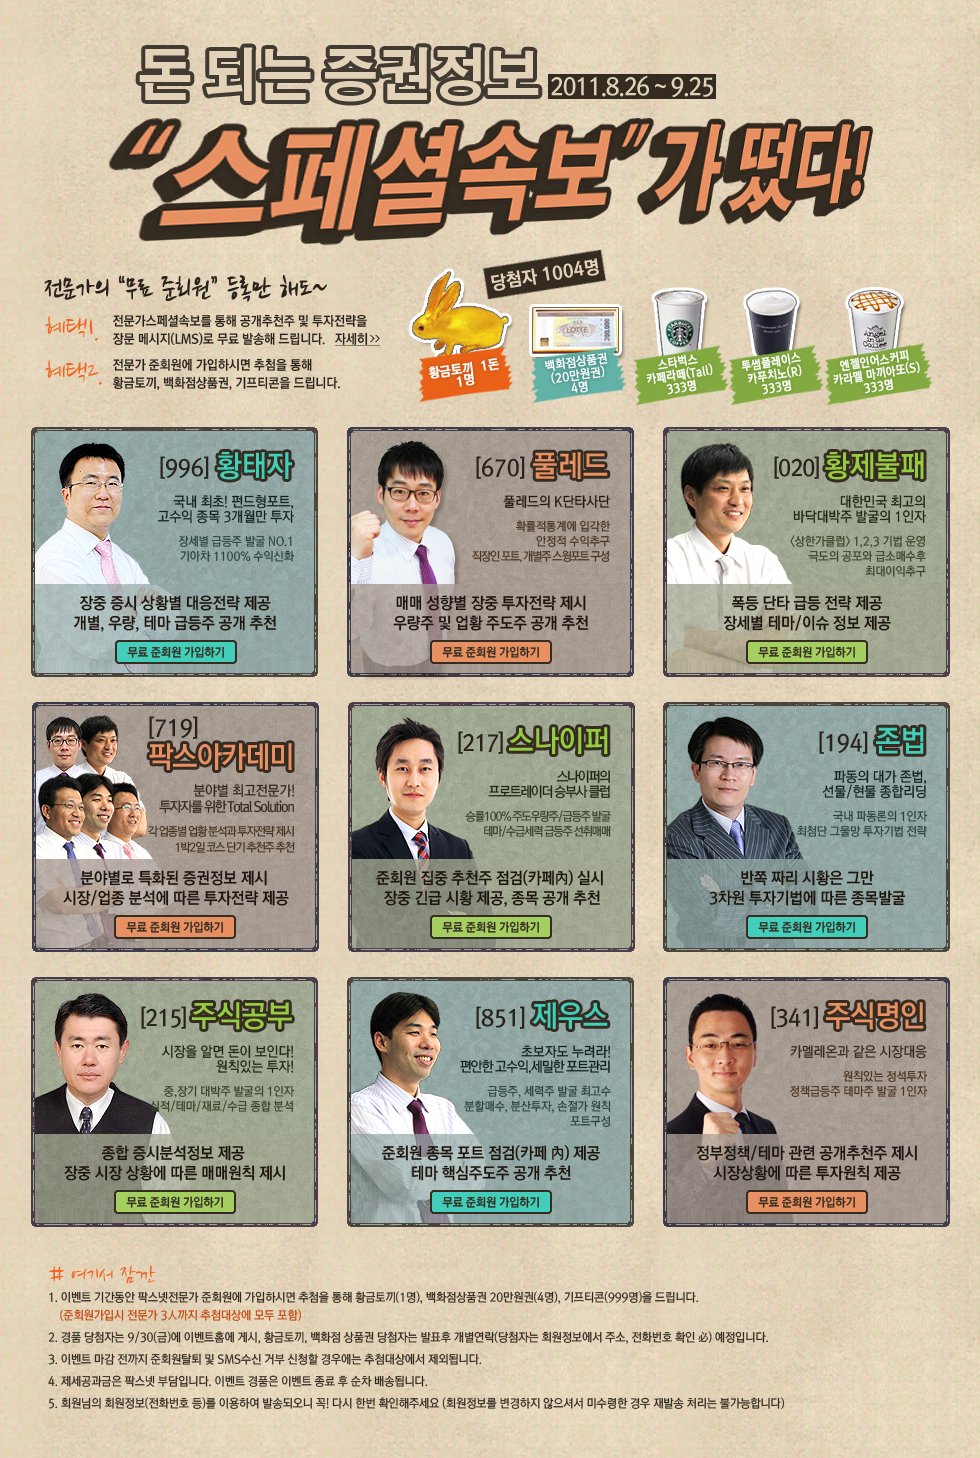 돈 되는 증권정보 2011.8.26 ~ 9.25
“스페셜속보”가 떴다!
전문가의 “무료 준회원” 등록만 해도~
당첨자 1004명
혜택1.
전문가스페셜속보를 통해 공개추천주 및 투자전략을
장문 메시지(LMS)로 무료 발송해 드립니다. 자세히>>
혜택2.
전문가 준회원에 가입하시면 추첨을 통해
황금토끼, 백화점상품권, 기프티콘을 드립니다.
황금토끼 1돈
1명
LOTTE
200,000
백화점상품권
(20만원권)
4명
스타벅스
카페라떼(Tall)
333명
투썸플레이스
카푸치노(R)
333명
엔젤인어스커피
카라멜 마끼아또(S)
333명
[996] 황태자
국내 최초! 펀드형포트,
고수익 종목 3개월만 투자
장세별 급등주 발굴 NO.1
기아차 1100% 수익신화
장중 증시 상황별 대응전략 제공
개별, 우량, 테마 급등주 공개 추천
무료 준회원 가입하기
[670] 풀레드
풀레드의 K단타사단
확률적통계에 입각한
안정적 수익추구
직장인 포트, 개별주 스윙포트 구성
매매 성향별 장중 투자전략 제시
우량주 및 업황 주도주 공개 추천
무료 준회원 가입하기
[020] 황제불패
대한민국 최고의
바닥대박주 발굴의 1인자
<상한가클럽> 1,2,3 기법 운영
극도의 공포와 급소매수후
최대이익추구
폭등 단타 급등 전략 제공
장세별 테마/이슈 정보 제공
무료 준회원 가입하기
[719]
팍스아카데미
분야별 최고전문가!
투자자를 위한 Total Solution
각 업종별 업황 분석과 투자전략 제시
1박2일 코스 단기 추천주 추천
분야별로 특화된 증권정보 제시
시장/업종 분석에 따른 투자전략 제공
무료 준회원 가입하기
[217] 스나이퍼
스나이퍼의
프로트레이더 승부사 클럽
승률100% 주도우량주/급등주 발굴
테마/수급세력 급등주 선취매매
준회원 집중 추천주 점검(카페內) 실시
장중 긴급 시황 제공, 종목 공개 추천
무료 준회원 가입하기
[194] 존법
파동의 대가 존법,
선물/현물 종합리딩
국내 파동론의 1인자
최첨단 그물망 투자기법 전략
반쪽 짜리 시황은 그만
3차원 투자기법에 따른 종목발굴
무료 준회원 가입하기
[215] 주식공부
시장을 알면 돈이 보인다!
원칙있는 투자!
중,장기 대박주 발굴의 1인자
실적/테마/재료/수급 종합 분석
종합 증시분석정보 제공
장중 시장 상황에 따른 매매원칙 제시
무료 준회원 가입하기
[851] 제우스
초보자도 누려라!
편안한 고수익,세밀한 포트관리
급등주, 세력주 발굴 최고수
분할매수, 분산투자, 손절가 원칙
포트구성
준회원 종목 포트 점검(카페 內) 제공
테마 핵심주도주 공개 추천
무료 준회원 가입하기
[341] 주식명인
카멜레온과 같은 시장대응
원칙있는 정석투자
정책급등주 테마주 발굴 1인자
정부정책/테마 관련 공개추천주 제시
시장상황에 따른 투자원칙 제공
무료 준회원 가입하기
# 여기서 잠깐
1. 이벤트 기간동안 팍스넷전문가 준회원에 가입하시면 추첨을 통해 황금토끼(1명), 백화점상품권 20만원권(4명), 기프티콘(999명)을 드립니다.
(준회원가입시 전문가 3人까지 추첨대상에 모두 포함)
2. 경품 당첨자는 9/30(금)에 이벤트홈에 게시, 황금토끼, 백화점 상품권 당첨자는 발표후 개별연락(당첨자는 회원정보에서 주소, 전화번호 확인 必) 예정입니다.
3. 이벤트 마감 전까지 준회원탈퇴 및 SMS수신 거부 신청할 경우에는 추첨대상에서 제외됩니다.
4. 제세공과금은 팍스넷 부담입니다. 이벤트 경품은 이벤트 종료 후 순차 배송됩니다.
5. 회원님의 회원정보(전화번호 등)를 이용하여 발송되오니 꼭! 다시 한번 확인해주세요 (회원정보를 변경하지 않으셔서 미수령한 경우 재발송 처리는 불가능합니다)